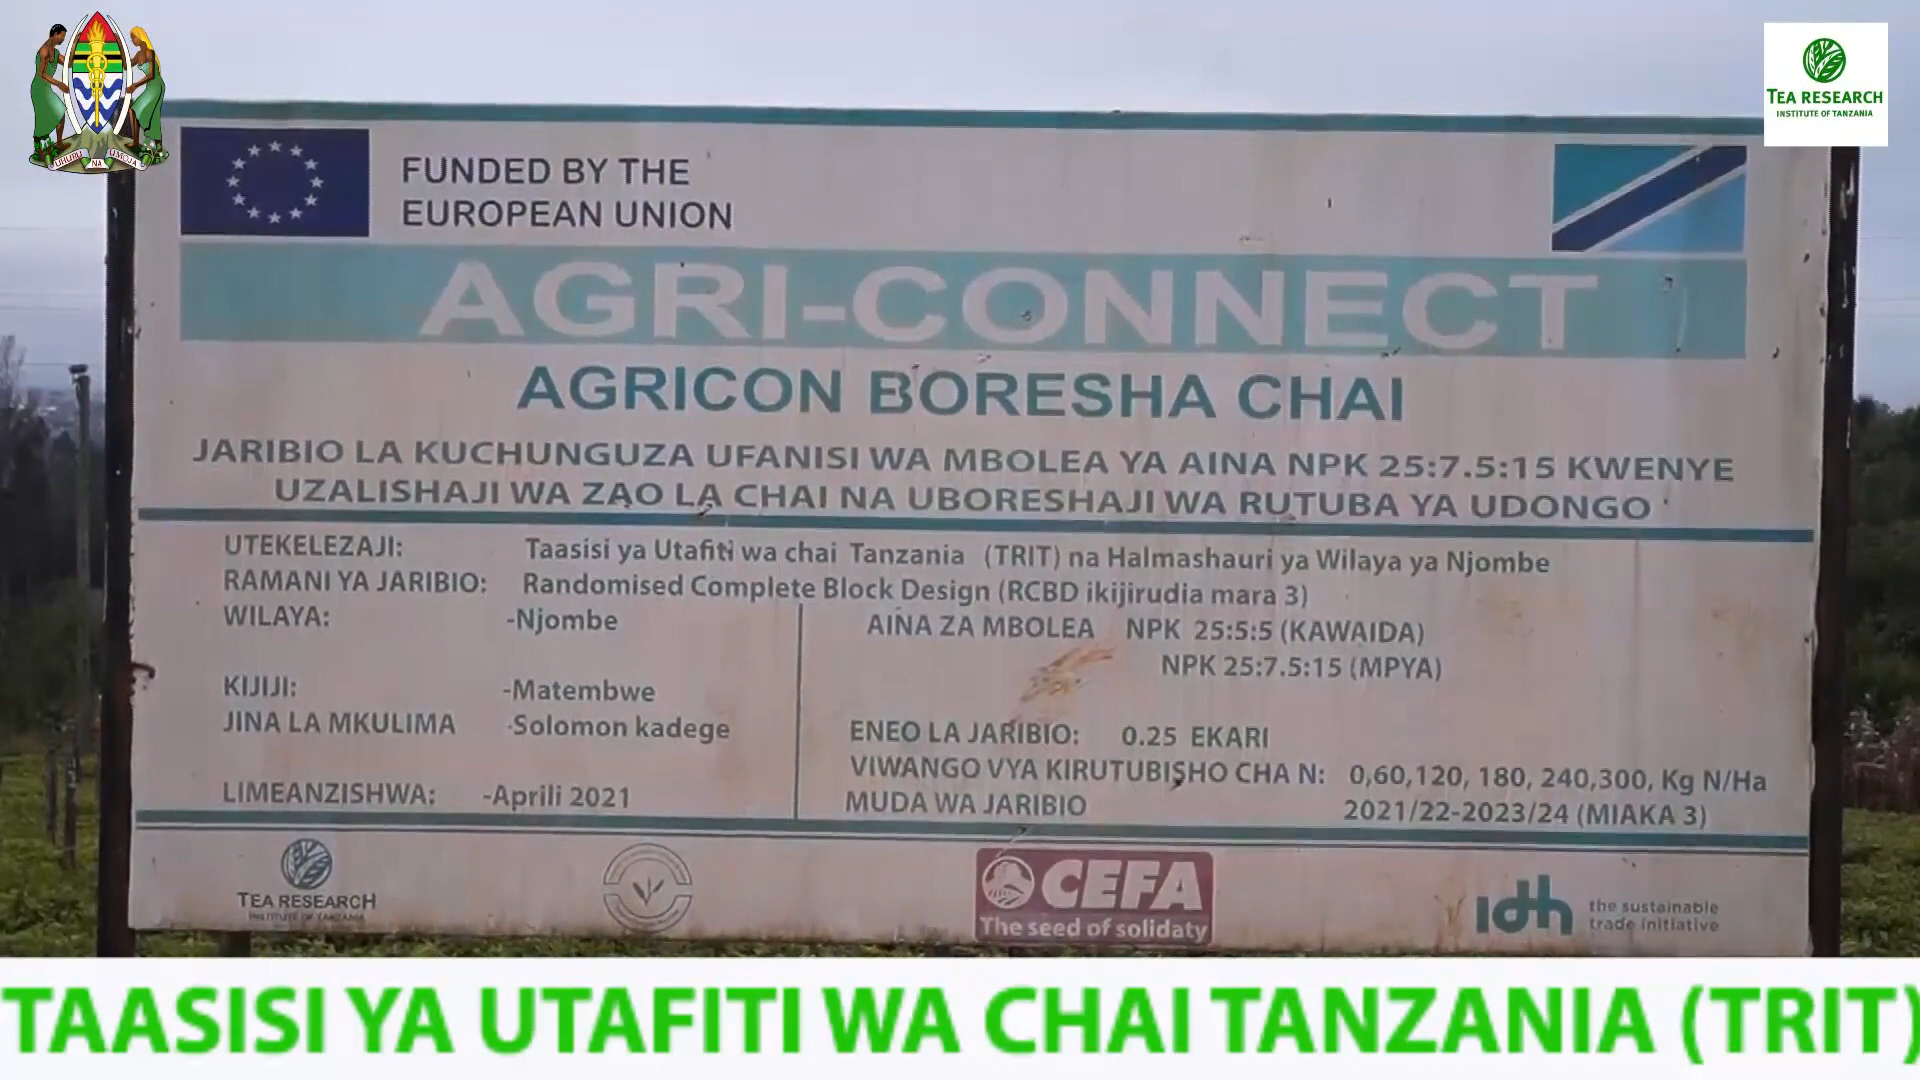 UHURU NA UMOJA
TEA RESEARCH
INSTITUTE OF TANZANIA
FUNDED BY THE
EUROPEAN UNION
AGRI-CONNECT
AGRICON BORESHA CHAI
JARIBIO LA KUCHUNGUZA UFANISI WA MBOLEA YA AINA NPK 25:7.5:15 KWENYE
UZALISHAJI WA ZAO LA CHAI NA UBORESHAJI WA RUTUBA YA UDONGO
UTEKELEZAJI: Taasisi ya Utafiti wa chai Tanzania (TRIT) na Halmashauri ya Wilaya ya Njombe
RAMANI YA JARIBIO: Randomised Complete Block Design (RCBD ikijirudia mara 3)
WILAYA: -Njombe
KIJIJI: -Matembwe
JINA LA MKULIMA -Solomon kadege
LIMEANZISHWA: -Aprili 2021
AINA ZA MBOLEA NPK 25:5:5 (KAWAIDA)
NPK 25:7.5:15 (MPYA)
ENEO LA JARIBIO: 0.25 EKARI
VIWANGO VYA KIRUTUBISHO CHA N: 0,60,120, 180, 240,300, Kg N/Ha
MUDA WA JARIBIO 2021/22-2023/24 (MIAKA 3)
TEA RESEARCH
INSTITUTE OF TANZANIA
CEFA
The seed of solidaty
idh the sustainable
trade initiative
TAASISI YA UTAFITI WA CHAI TANZANIA (TRIT)